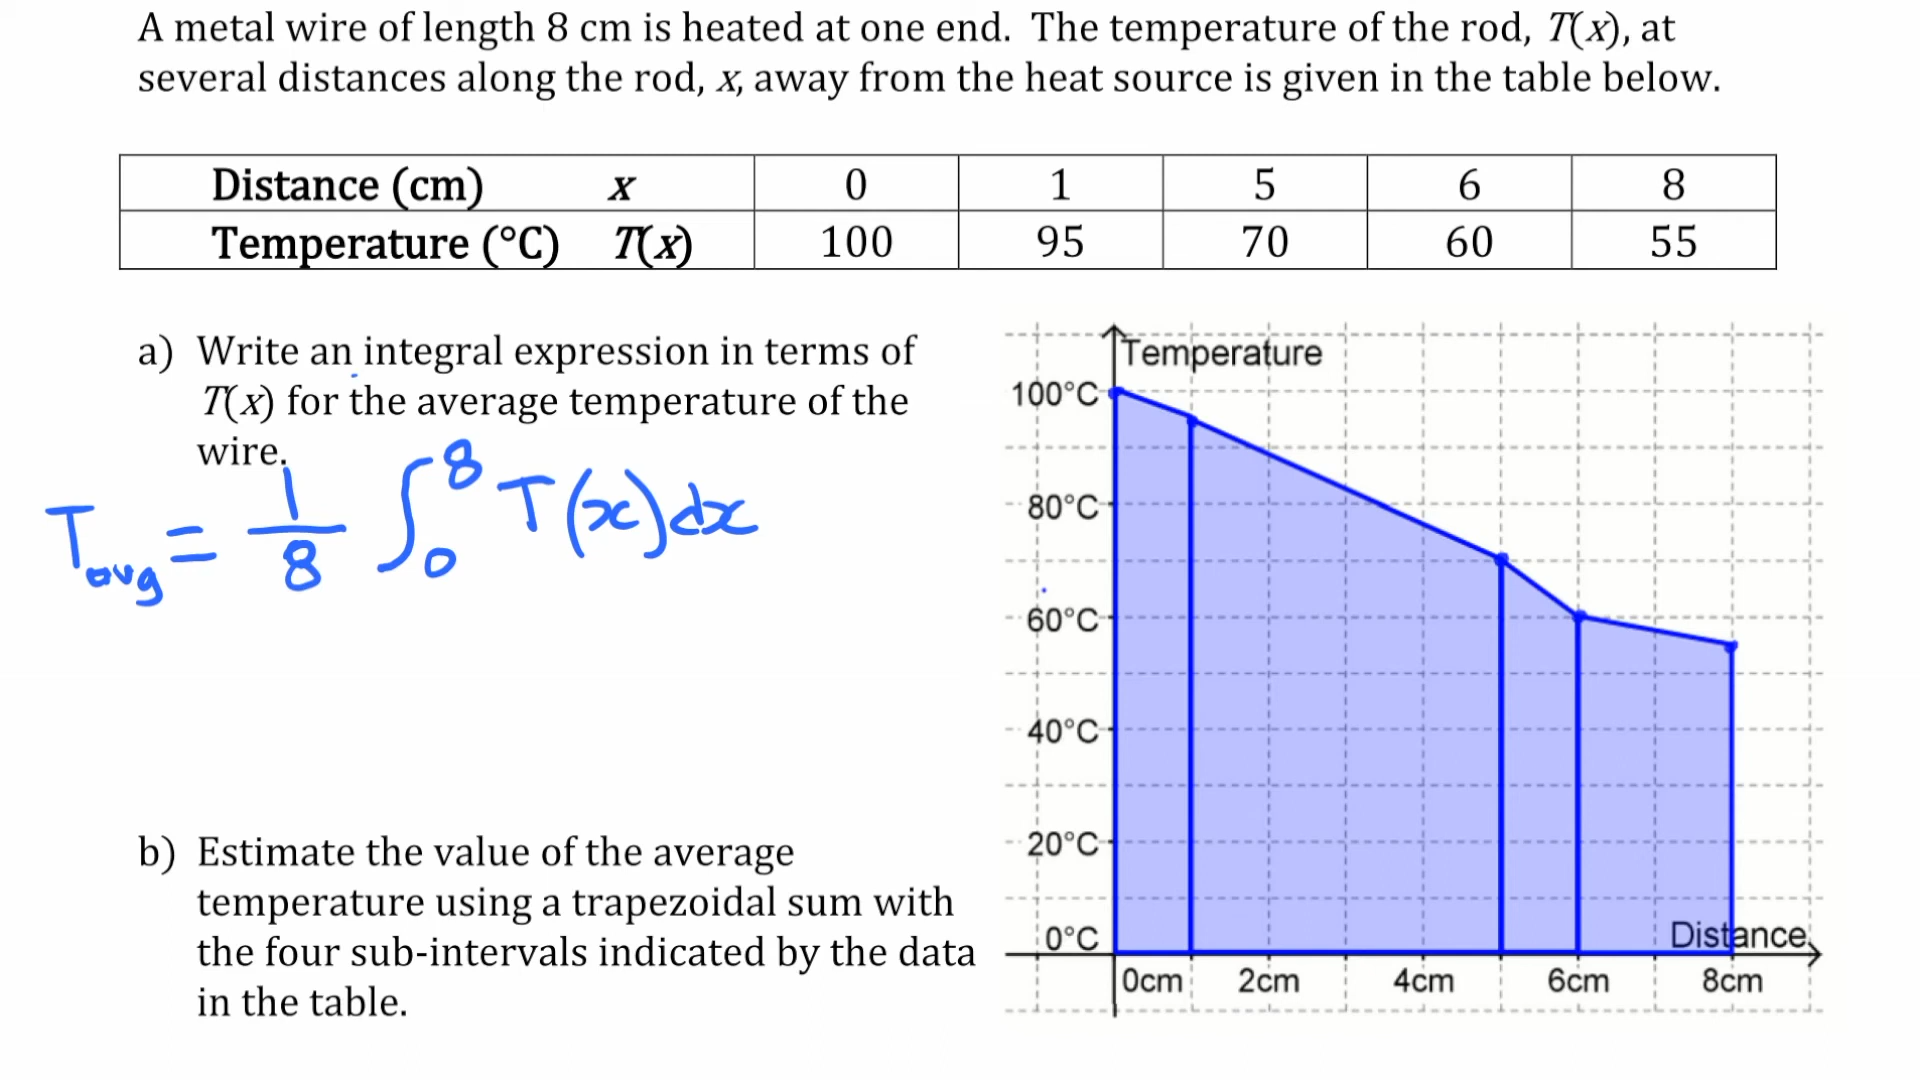 A metal wire of length 8 cm is heated at one end. The temperature of the rod, T(x), at
several distances along the rod, x, away from the heat source is given in the table below.
Distance (cm) x 0 1 5 6 8
Temperature (°C) T(x) 100 95 70 60 55
a) Write an integral expression in terms of
T(x) for the average temperature of the
wire.
T_avg = 1/8 ∫_0^8 T(x)dx
b) Estimate the value of the average
temperature using a trapezoidal sum with
the four sub-intervals indicated by the data
in the table.
Temperature
100°C
80°C
60°C
40°C
20°C
0°C
Distance
0cm 2cm 4cm 6cm 8cm